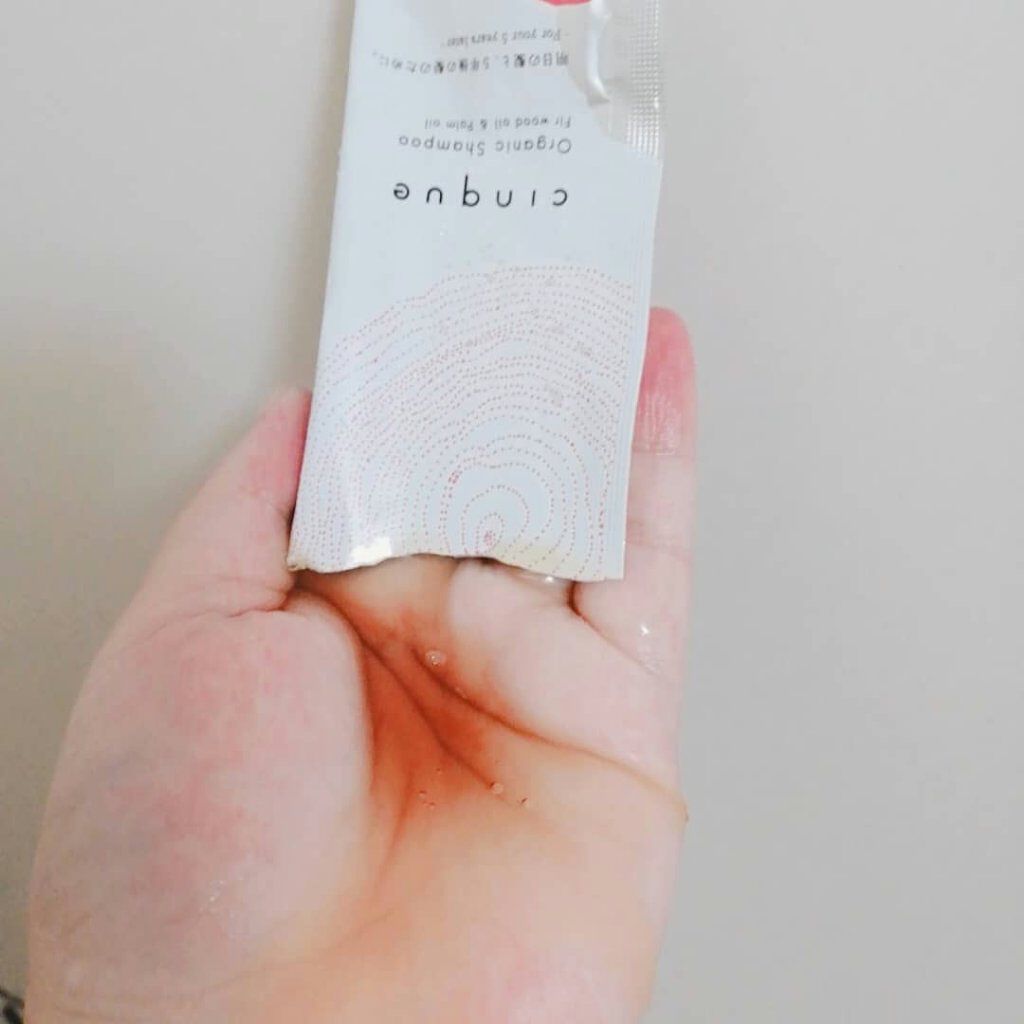 cinque
Organic Shampoo
Fir wood oil & Palm oil
明日の髪と、5年後の髪のために。
- For your 5 years later -